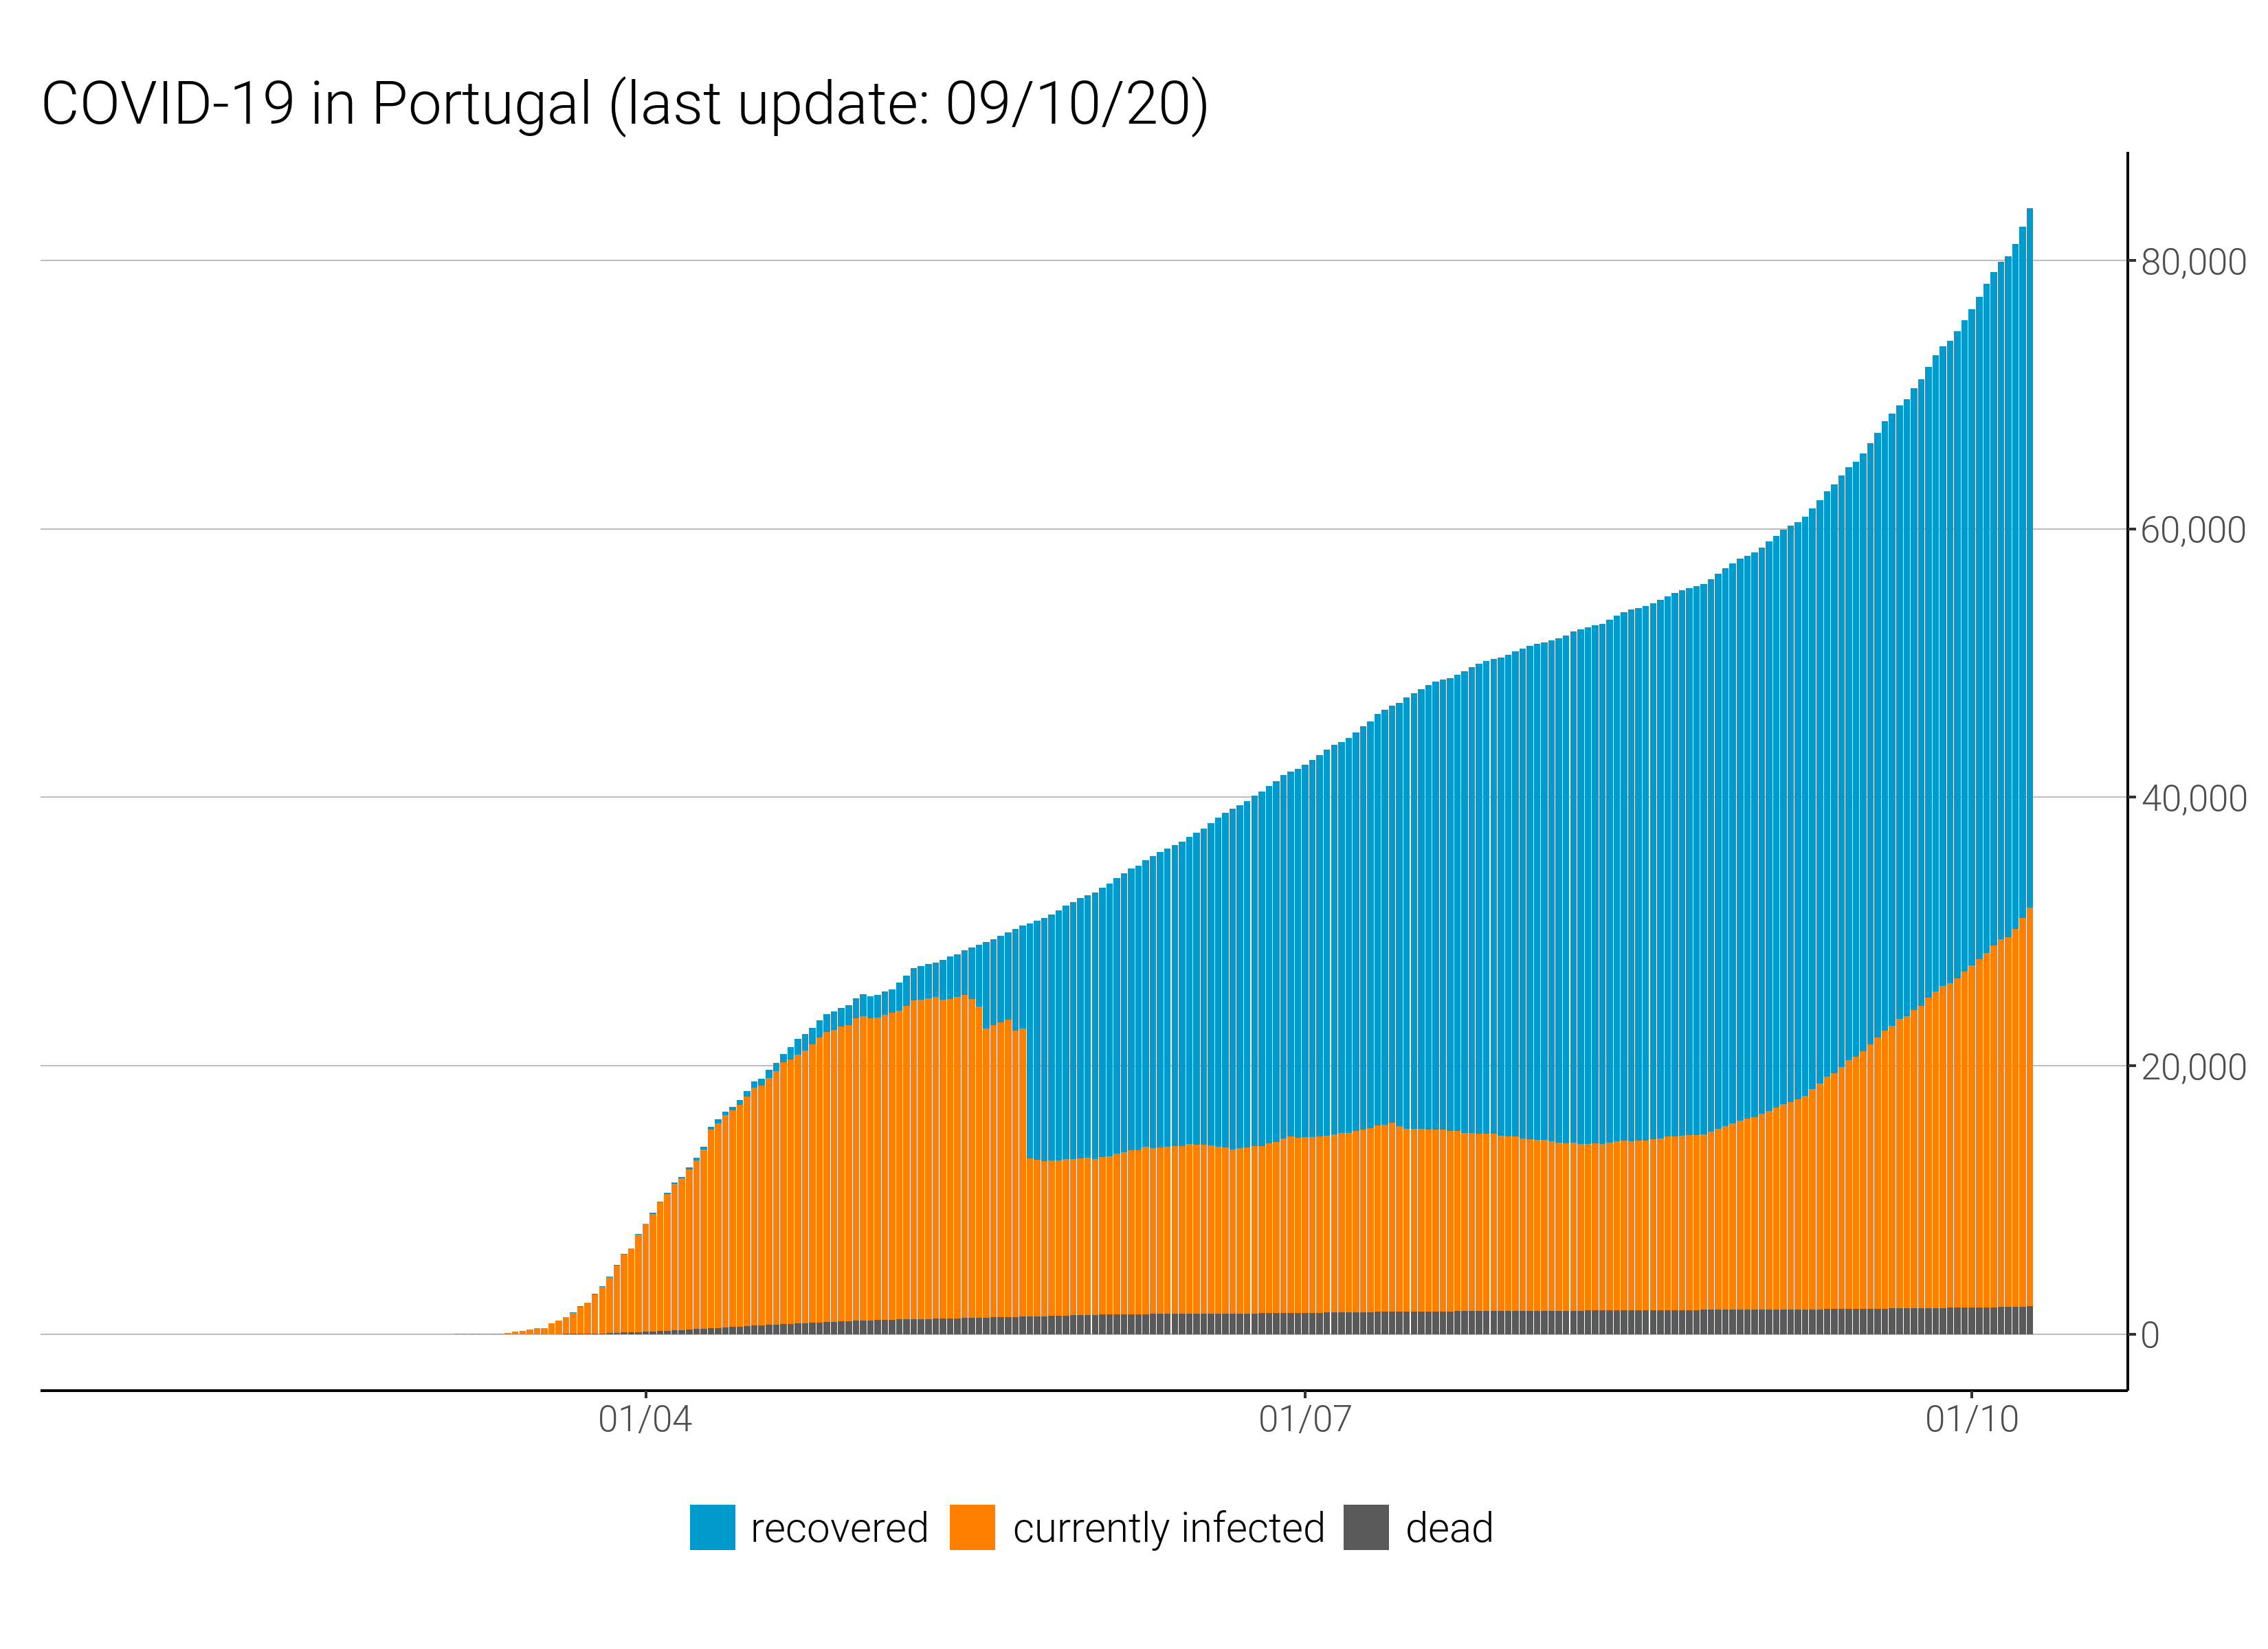 COVID-19 in Portugal (last update: 09/10/20)
80,000
60,000
40,000
20,000
0
01/04 01/07 01/10
recovered currently infected dead